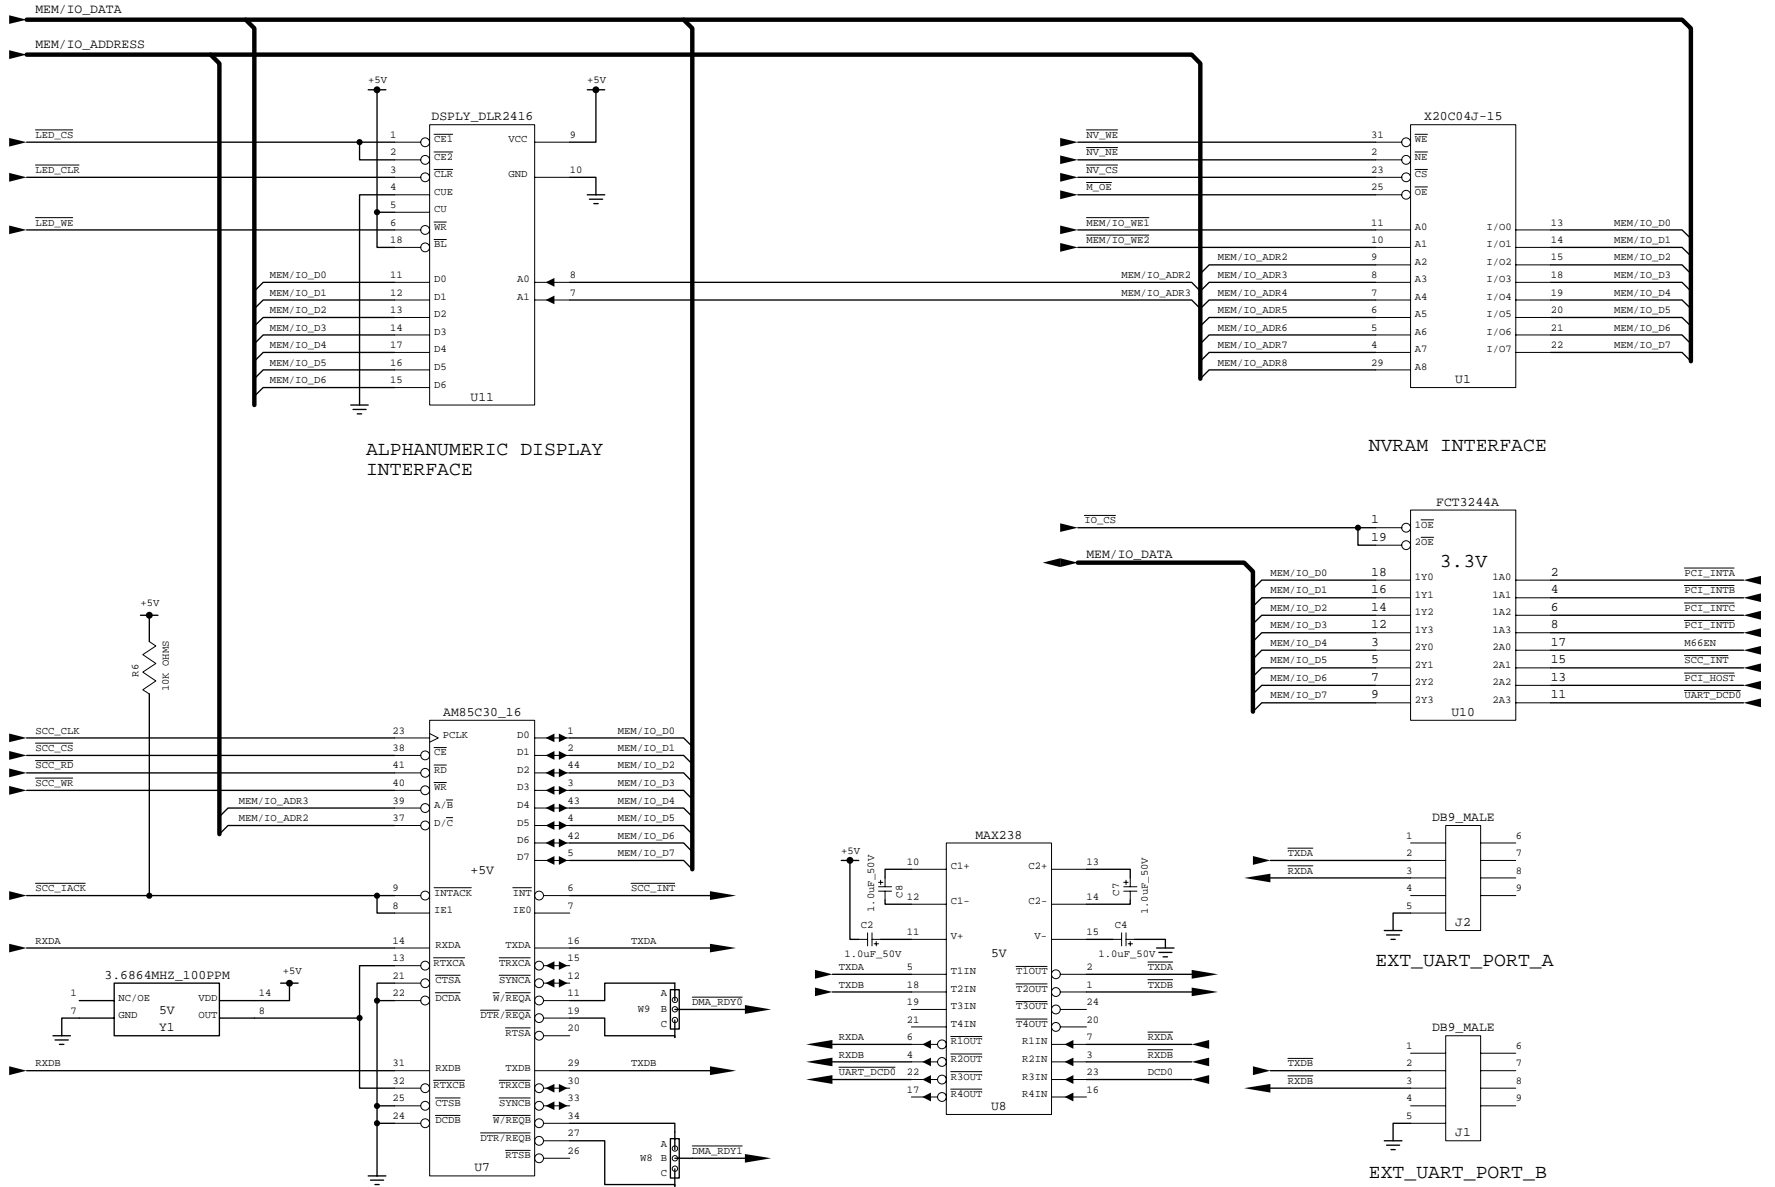 MEM/IO_DATA
MEM/IO_ADDRESS
+5V
+5V
DSPLY_DLR2416
LED_CS 1 CE1 VCC 9
2 CE2
LED_CLR 3 CLR GND 10
4 CUE
5 CU
LED_WE 6 WR
18 BL
MEM/IO_D0 11 D0 A0 8 MEM/IO_ADR2
MEM/IO_D1 12 D1 A1 7 MEM/IO_ADR3
MEM/IO_D2 13 D2
MEM/IO_D3 14 D3
MEM/IO_D4 17 D4
MEM/IO_D5 16 D5
MEM/IO_D6 15 D6
U11
ALPHANUMERIC DISPLAY
INTERFACE
X20C04J-15
NV_WE 31 WE
NV_NE 2 NE
NV_CS 23 CS
M_OE 25 OE
MEM/IO_WE1 11 A0 I/O0 13 MEM/IO_D0
MEM/IO_WE2 10 A1 I/O1 14 MEM/IO_D1
MEM/IO_ADR2 9 A2 I/O2 15 MEM/IO_D2
MEM/IO_ADR3 8 A3 I/O3 18 MEM/IO_D3
MEM/IO_ADR4 7 A4 I/O4 19 MEM/IO_D4
MEM/IO_ADR5 6 A5 I/O5 20 MEM/IO_D5
MEM/IO_ADR6 5 A6 I/O6 21 MEM/IO_D6
MEM/IO_ADR7 4 A7 I/O7 22 MEM/IO_D7
MEM/IO_ADR8 29 A8
U1
NVRAM INTERFACE
FCT3244A
IO_CS 1 1OE
19 2OE
MEM/IO_DATA
3.3V
MEM/IO_D0 18 1Y0 1A0 2 PCI_INTA
MEM/IO_D1 16 1Y1 1A1 4 PCI_INTB
MEM/IO_D2 14 1Y2 1A2 6 PCI_INTC
MEM/IO_D3 12 1Y3 1A3 8 PCI_INTD
MEM/IO_D4 3 2Y0 2A0 17 M66EN
MEM/IO_D5 5 2Y1 2A1 15 SCC_INT
MEM/IO_D6 7 2Y2 2A2 13 PCI_HOST
MEM/IO_D7 9 2Y3 2A3 11 UART_DCD0
U10
+5V
R6
10K OHMS
AM85C30_16
SCC_CLK 23 PCLK D0 1 MEM/IO_D0
SCC_CS 38 CE D1 2 MEM/IO_D1
SCC_RD 41 RD D2 44 MEM/IO_D2
SCC_WR 40 WR D3 3 MEM/IO_D3
MEM/IO_ADR3 39 A/B D4 43 MEM/IO_D4
MEM/IO_ADR2 37 D/C D5 4 MEM/IO_D5
D6 42 MEM/IO_D6
D7 5 MEM/IO_D7
+5V
SCC_IACK 9 INTACK INT 6 SCC_INT
8 IE1 IE0 7
RXDA 14 RXDA TXDA 16 TXDA
13 RTXCA TRXCA 15
21 CTSA SYNCA 12
22 DCDA W/REQA 11
DTR/REQA 19
RTSA 20
A
W9 B DMA_RDY0
C
3.6864MHZ_100PPM
+5V
1 NC/OE VDD 14
7 GND 5V OUT 8
Y1
RXDB 31 RXDB TXDB 29 TXDB
32 RTXCB TRXCB 30
25 CTSB SYNCB 33
24 DCDB W/REQB 34
DTR/REQB 27
RTSB 26
U7
A
W8 B DMA_RDY1
C
MAX238
+5V
10 C1+ C2+ 13
C8
1.0uF_50V
C7
1.0uF_50V
12 C1- C2- 14
C2 11 V+ V- 15 C4
1.0uF_50V 5V 1.0uF_50V
TXDA 5 T1IN T1OUT 2 TXDA
TXDB 18 T2IN T2OUT 1 TXDB
19 T3IN T3OUT 24
21 T4IN T4OUT 20
RXDA 6 R1OUT R1IN 7 RXDA
RXDB 4 R2OUT R2IN 3 RXDB
UART_DCD0 22 R3OUT R3IN 23 DCD0
17 R4OUT R4IN 16
U8
DB9_MALE
1 6
TXDA 2 7
RXDA 3 8
4 9
5
J2
EXT_UART_PORT_A
DB9_MALE
1 6
TXDB 2 7
RXDB 3 8
4 9
5
J1
EXT_UART_PORT_B